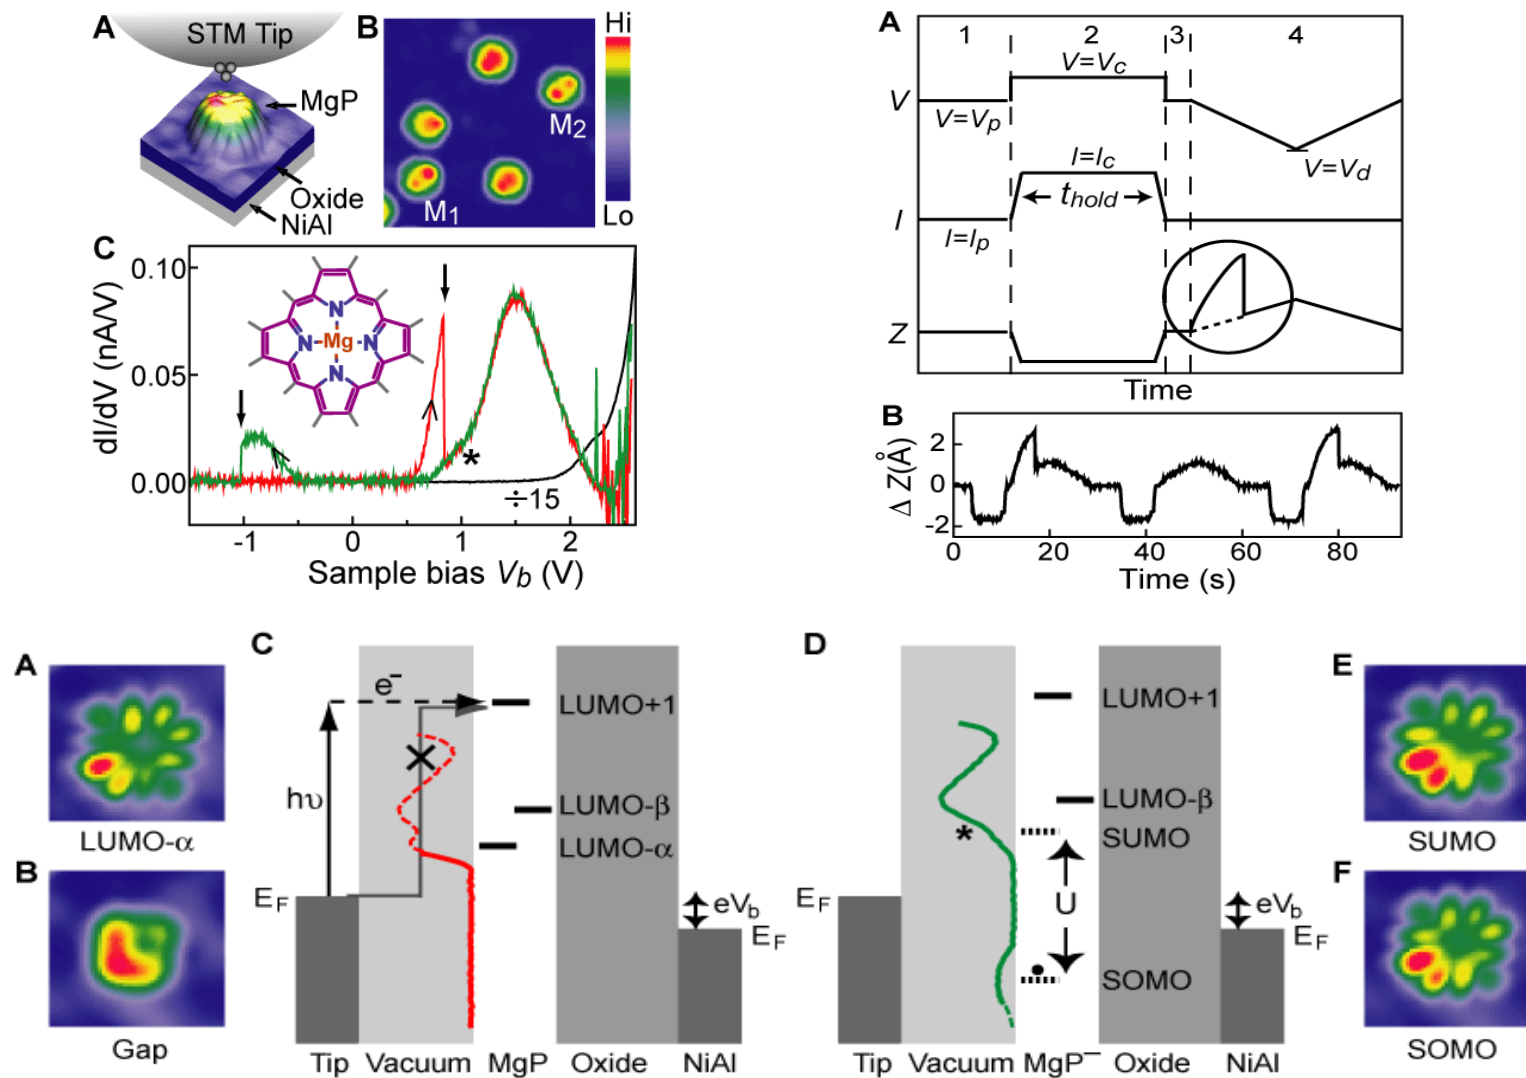 A
STM Tip
MgP
Oxide
NiAl
B
M1
M2
Hi
Lo
C
dI/dV (nA/V)
0.10
0.05
0.00
N
N
Mg
N
N
*
÷15
-1
0
1
2
Sample bias Vb (V)
A
1
2
3
4
V
V=Vp
V=Vc
V=Vd
I
I=Ip
I=Ic
thold
Z
Time
B
Δ Z(Å)
2
0
-2
0
20
40
60
80
Time (s)
A
LUMO-α
B
Gap
C
e−
hυ
EF
LUMO+1
LUMO-β
LUMO-α
eVb
EF
Tip
Vacuum
MgP
Oxide
NiAl
D
EF
*
LUMO+1
LUMO-β
SUMO
U
SOMO
eVb
EF
Tip
Vacuum
MgP−
Oxide
NiAl
E
SUMO
F
SOMO